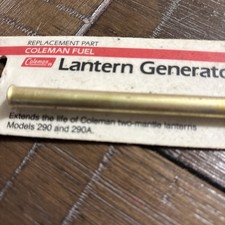 REPLACEMENT PART
COLEMAN FUEL
Coleman® Lantern Generato
Extends the life of Coleman two-mantle lanterns
Models 290 and 290A.